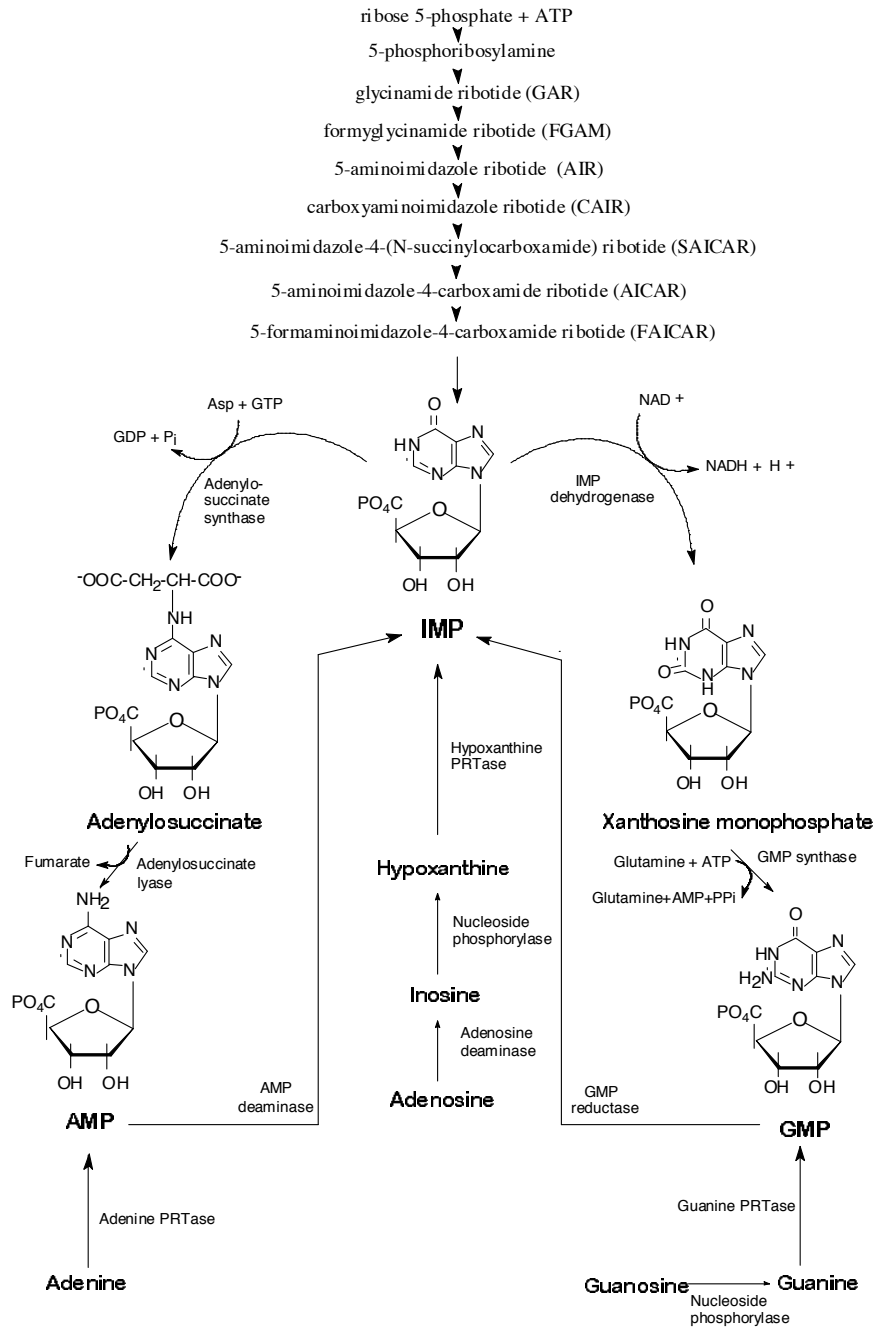 ribose 5-phosphate + ATP
5-phosphoribosylamine
glycinamide ribotide (GAR)
formyglycinamide ribotide (FGAM)
5-aminoimidazole ribotide (AIR)
carboxyaminoimidazole ribotide (CAIR)
5-aminoimidazole-4-(N-succinylocarboxamide) ribotide (SAICAR)
5-aminoimidazole-4-carboxamide ribotide (AICAR)
5-formaminoimidazole-4-carboxamide ribotide (FAICAR)
Asp + GTP
GDP + Pi
Adenylo-
succinate
synthase
O
HN
N
N
N
PO4C
O
OH OH
IMP
NAD +
NADH + H +
IMP
dehydrogenase
-OOC-CH2-CH-COO-
NH
N
N
N
N
PO4C
O
OH OH
Adenylosuccinate
O
HN
N
O
N
H
N
PO4C
O
OH OH
Xanthosine monophosphate
Hypoxanthine
PRTase
Hypoxanthine
Nucleoside
phosphorylase
Inosine
Adenosine
deaminase
Adenosine
Fumarate
Adenylosuccinate
lyase
NH2
N
N
N
N
PO4C
O
OH OH
AMP
AMP
deaminase
Adenine PRTase
Adenine
Glutamine + ATP
GMP synthase
Glutamine+AMP+PPi
O
HN
N
H2N
N
N
PO4C
O
OH OH
GMP
GMP
reductase
Guanine PRTase
Guanosine
Guanine
Nucleoside
phosphorylase